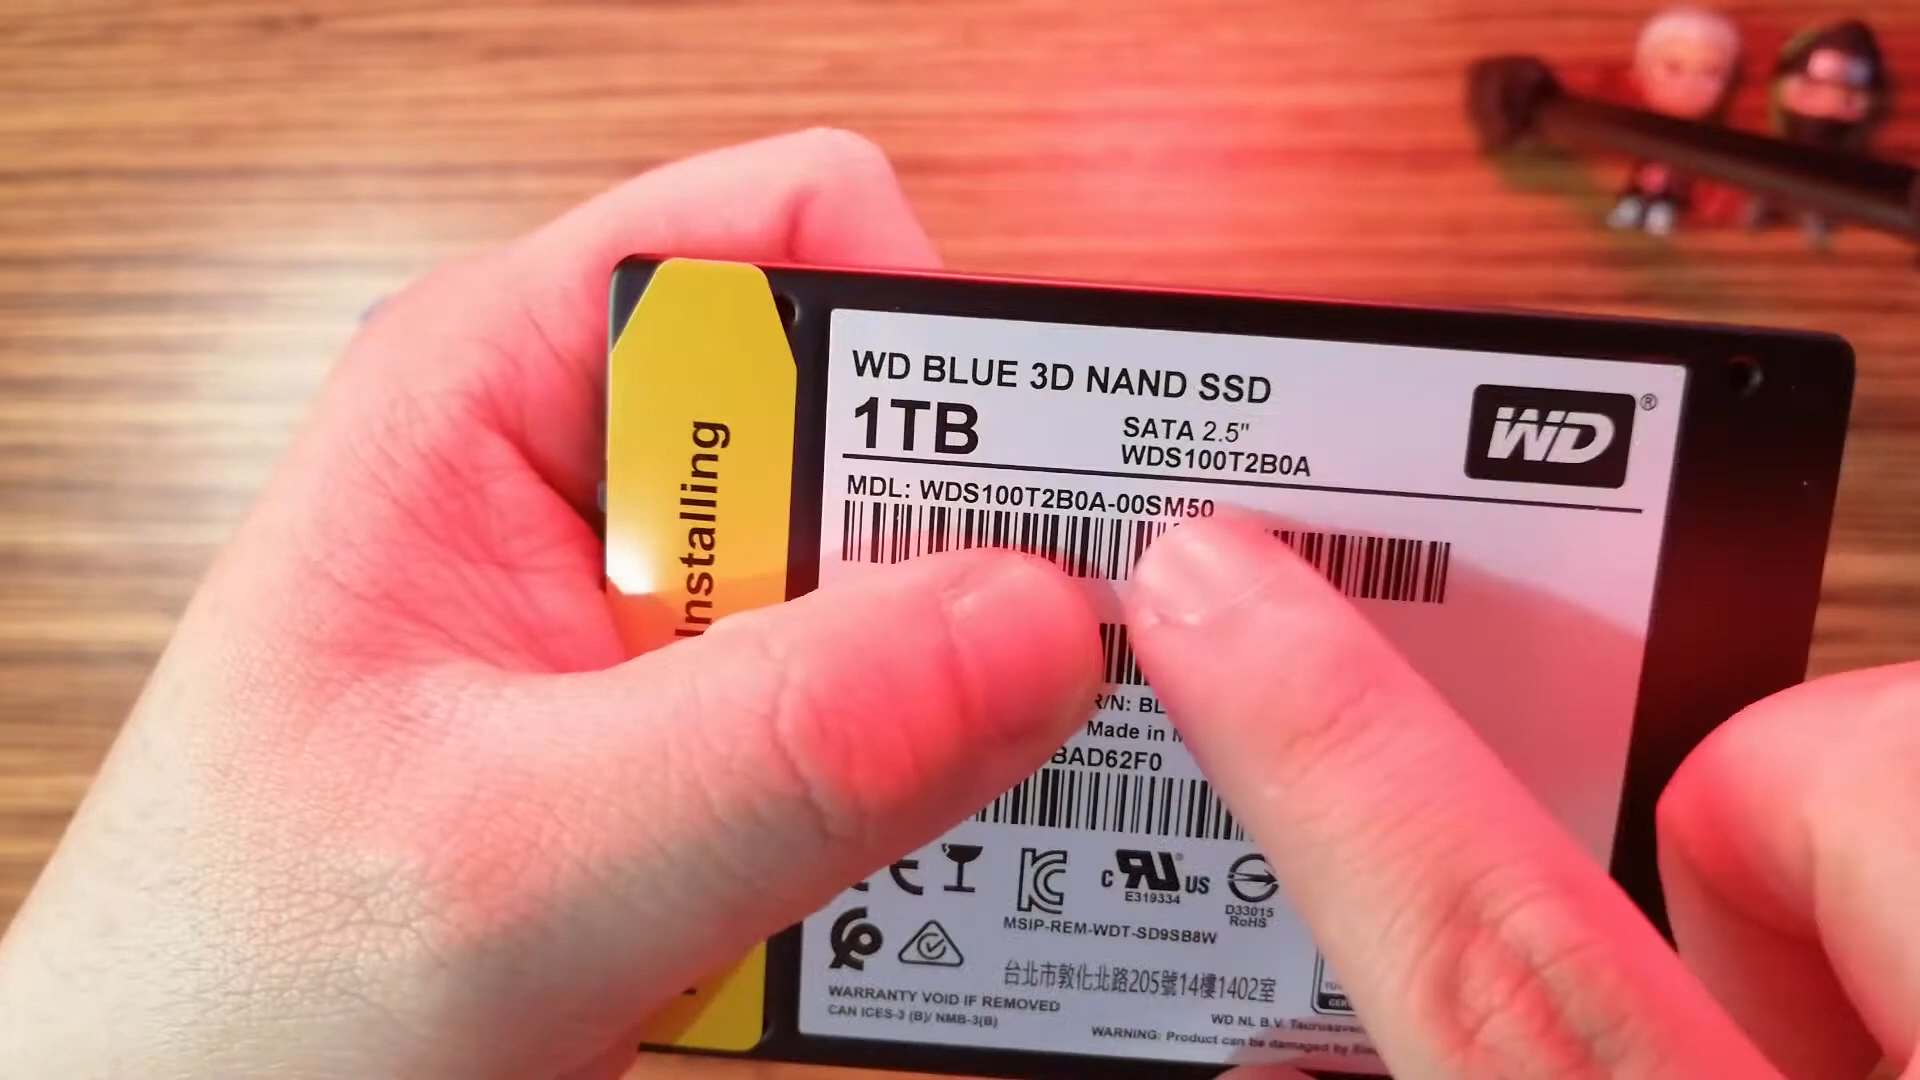 Installing
WD BLUE 3D NAND SSD
1TB
SATA 2.5"
WDS100T2B0A
WD®
MDL: WDS100T2B0A-00SM50
R/N:
Made in
BAD62F0
C UL US
E319334
D33015
RoHS
MSIP-REM-WDT-SD9SB8W
台北市敦化北路205號14樓1402室
WARRANTY VOID IF REMOVED
CAN ICES-3 (B)/ NMB-3(B)
WD NL B.V.
WARNING: Product can be damaged by